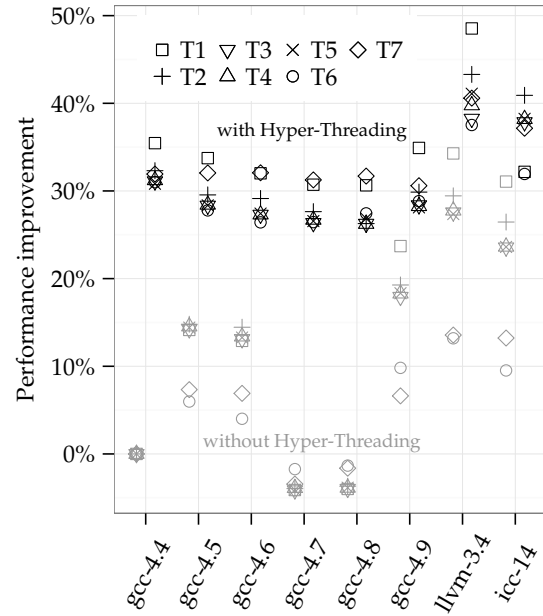 50%
T1 T3 T5 T7
T2 T4 T6
40%
with Hyper-Threading
30%
20%
10%
without Hyper-Threading
0%
Performance improvement
gcc-4.4
gcc-4.5
gcc-4.6
gcc-4.7
gcc-4.8
gcc-4.9
llvm-3.4
icc-14